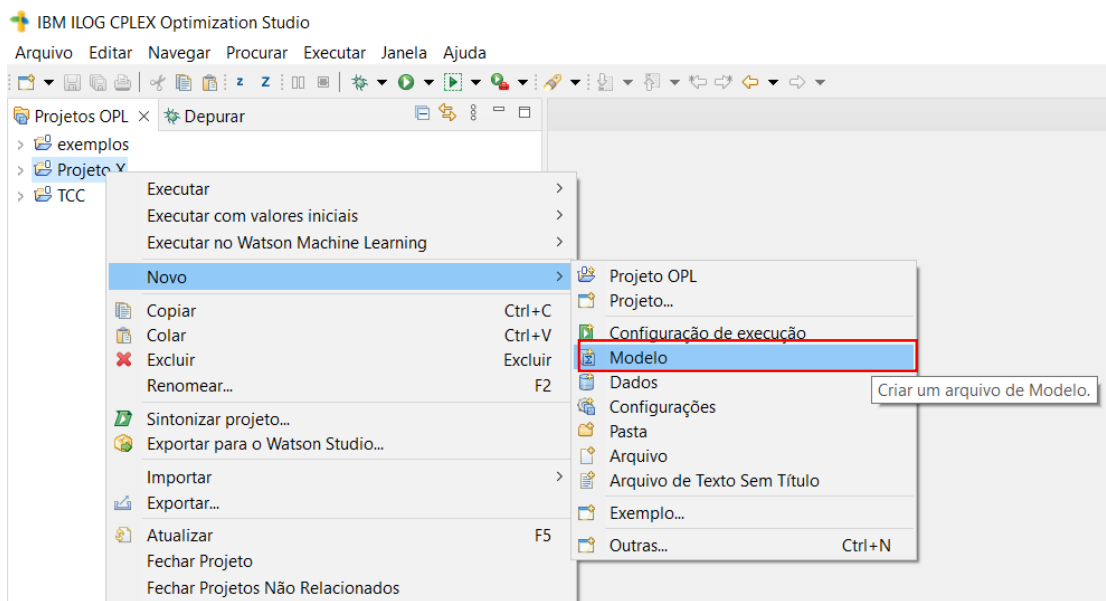 IBM ILOG CPLEX Optimization Studio
Arquivo Editar Navegar Procurar Executar Janela Ajuda
Projetos OPL Depurar
exemplos
Projeto X
TCC
Executar
Executar com valores iniciais
Executar no Watson Machine Learning
Novo
Copiar Ctrl+C
Colar Ctrl+V
Excluir Excluir
Renomear... F2
Sintonizar projeto...
Exportar para o Watson Studio...
Importar
Exportar...
Atualizar F5
Fechar Projeto
Fechar Projetos Não Relacionados
Projeto OPL
Projeto...
Configuração de execução
Modelo
Dados
Configurações
Pasta
Arquivo
Arquivo de Texto Sem Título
Exemplo...
Outras... Ctrl+N
Criar um arquivo de Modelo.